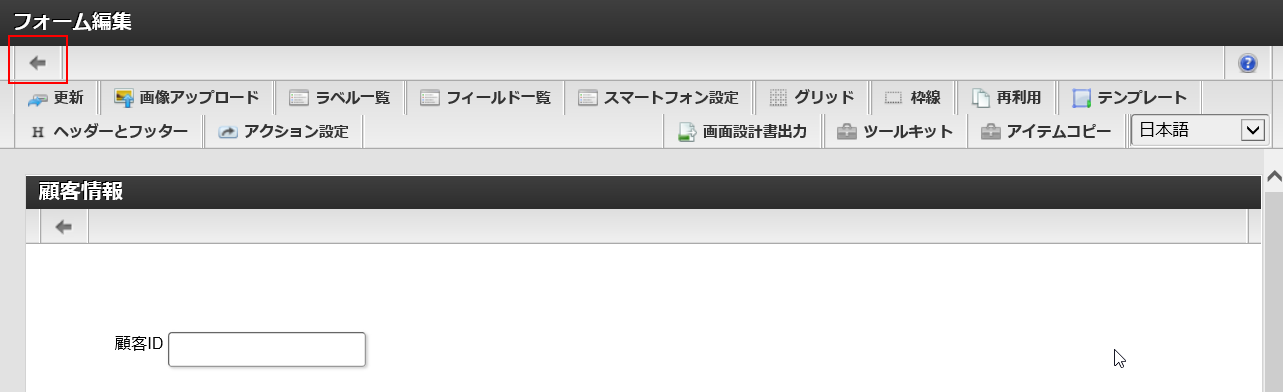 フォーム編集
更新 画像アップロード ラベル一覧 フィールド一覧 スマートフォン設定 グリッド 枠線 再利用 テンプレート
H ヘッダーとフッター アクション設定 画面設計書出力 ツールキット アイテムコピー 日本語
顧客情報
顧客ID